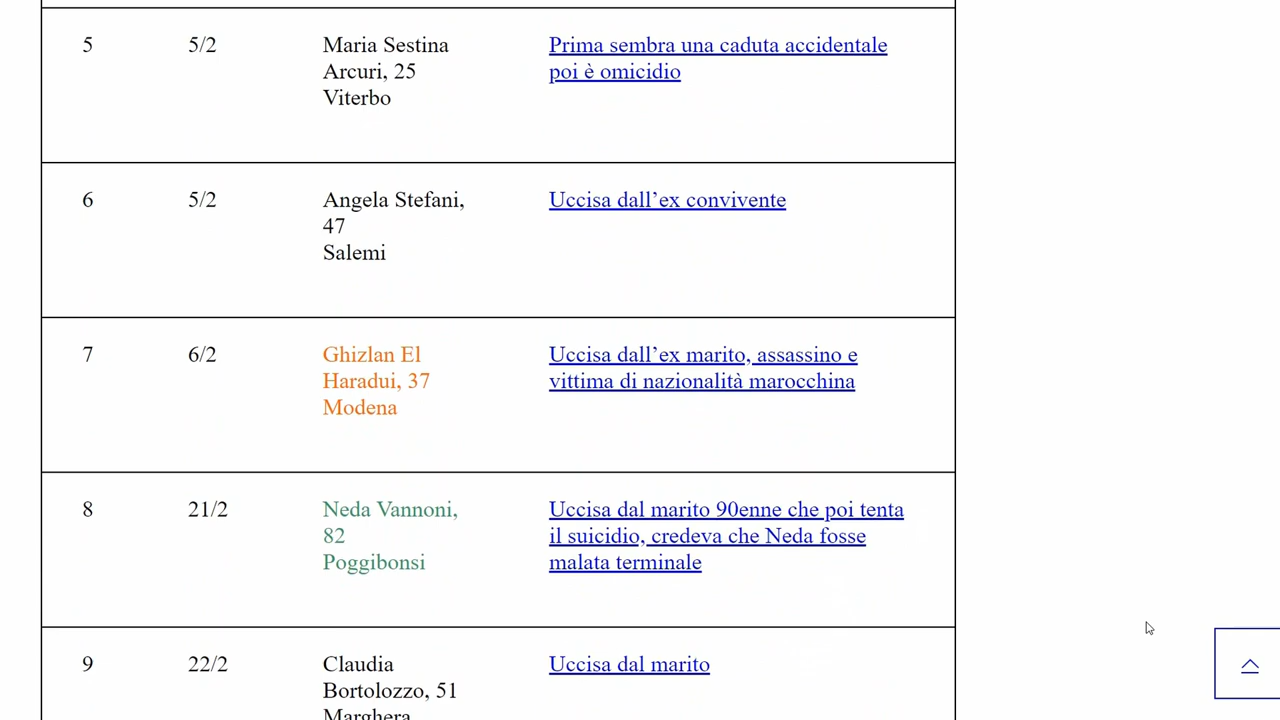 5
5/2
Maria Sestina
Arcuri, 25
Viterbo
Prima sembra una caduta accidentale
poi è omicidio
6
5/2
Angela Stefani,
47
Salemi
Uccisa dall’ex convivente
7
6/2
Ghizlan El
Haradui, 37
Modena
Uccisa dall’ex marito, assassino e
vittima di nazionalità marocchina
8
21/2
Neda Vannoni,
82
Poggibonsi
Uccisa dal marito 90enne che poi tenta
il suicidio, credeva che Neda fosse
malata terminale
9
22/2
Claudia
Bortolozzo, 51
Marghera
Uccisa dal marito